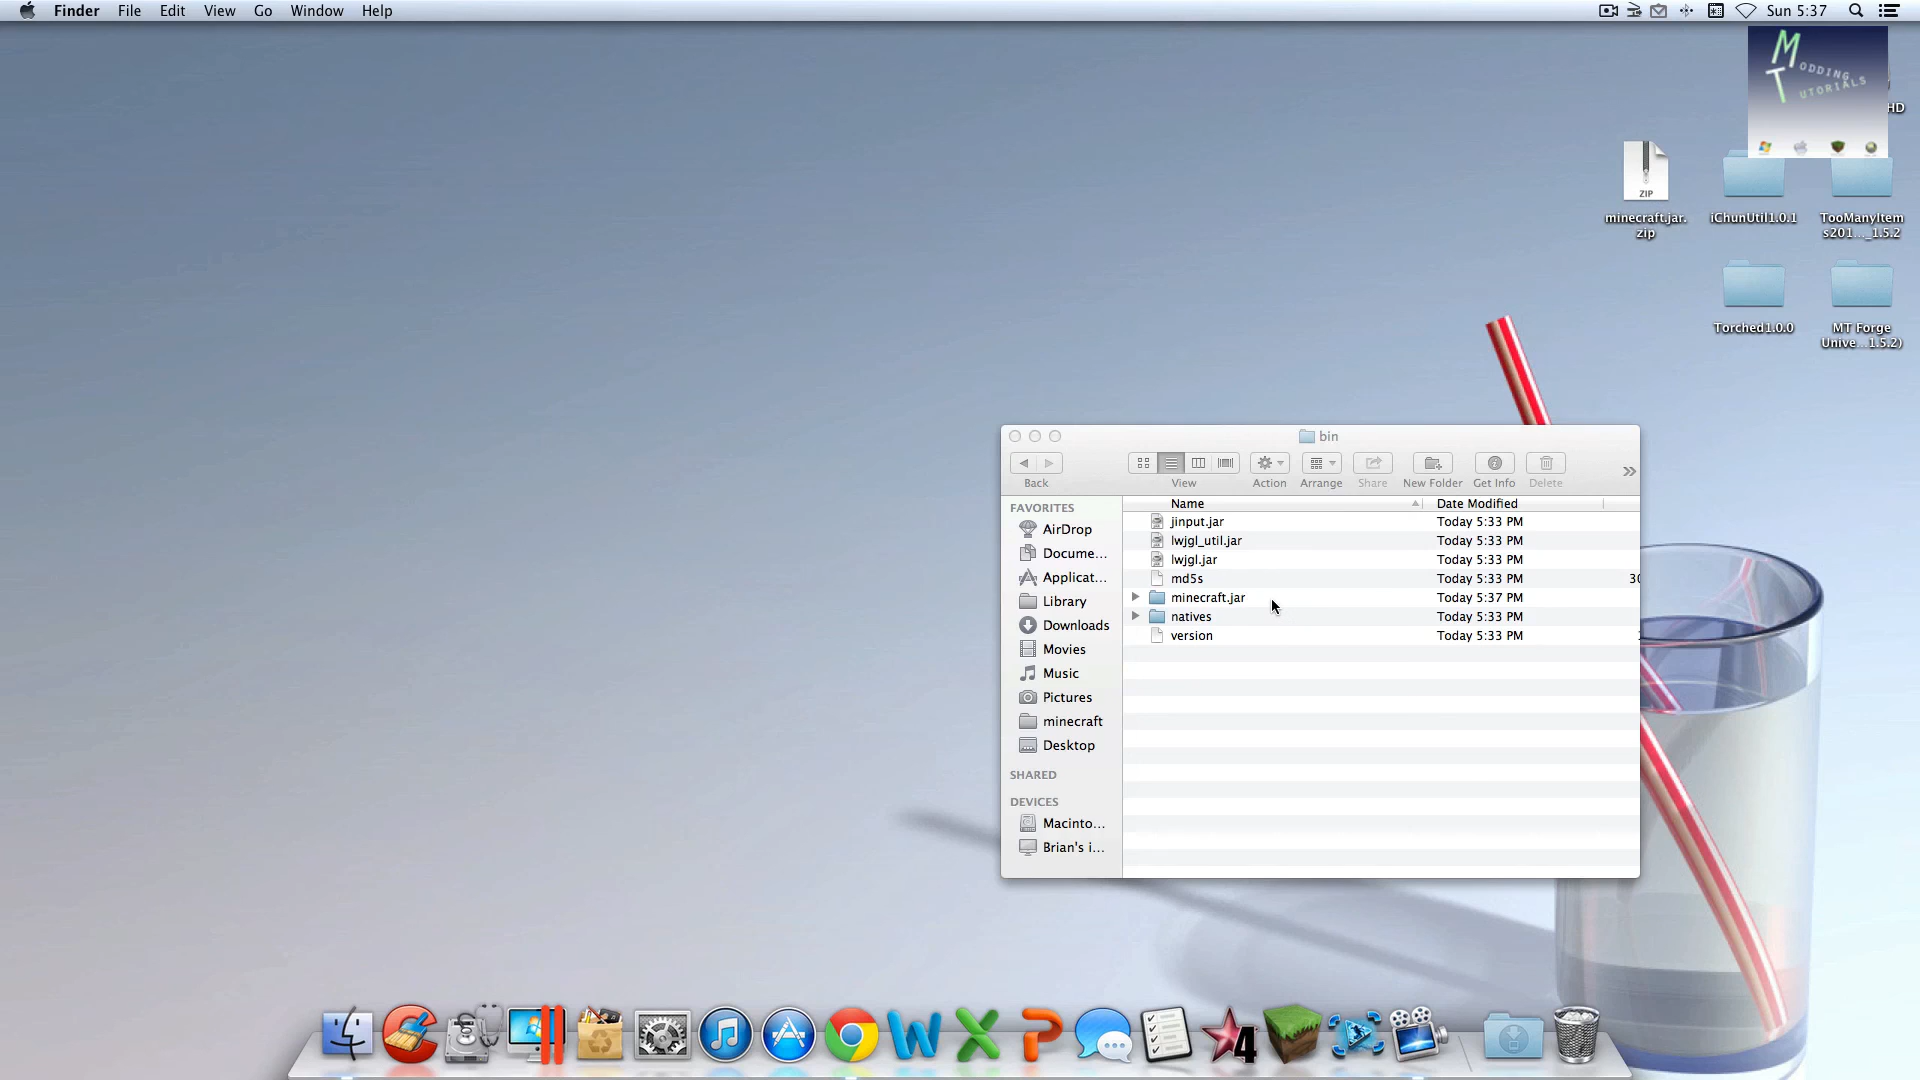 Finder File Edit View Go Window Help
Sun 5:37
MODDING
TUTORIALS
HD
ZIP
minecraft.jar.
zip
iChunUtil1.0.1
TooManyItem
s201..._1.5.2
Torched1.0.0
MT Forge
Unive...1.5.2)
bin
Back
View
Action
Arrange
Share
New Folder
Get Info
Delete
FAVORITES
AirDrop
Docume...
Applicat...
Library
Downloads
Movies
Music
Pictures
minecraft
Desktop
SHARED
DEVICES
Macinto...
Brian's i...
Name Date Modified
jinput.jar Today 5:33 PM
lwjgl_util.jar Today 5:33 PM
lwjgl.jar Today 5:33 PM
md5s Today 5:33 PM 30
minecraft.jar Today 5:37 PM
natives Today 5:33 PM
version Today 5:33 PM
4